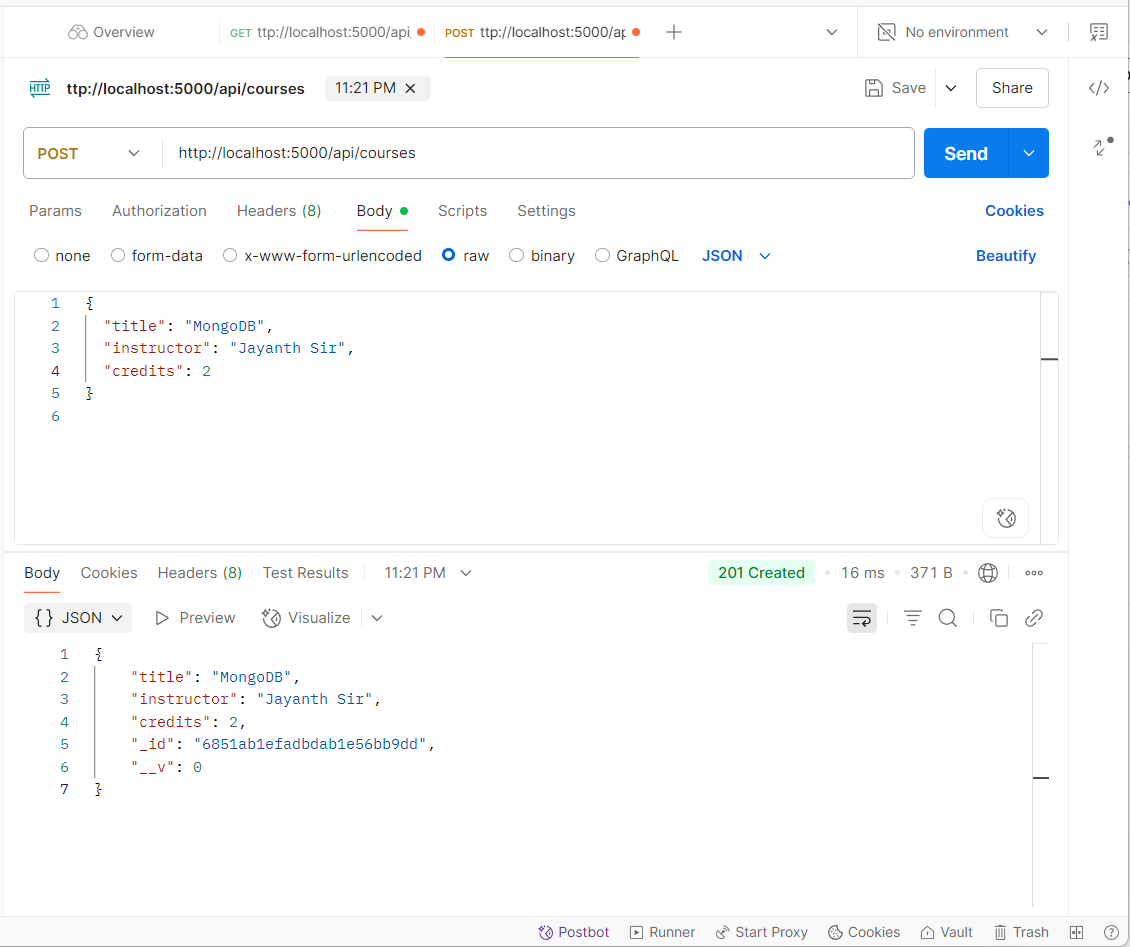 Overview GET ttp://localhost:5000/api, POST ttp://localhost:5000/ap No environment
HTTP ttp://localhost:5000/api/courses 11:21 PM Save Share
POST http://localhost:5000/api/courses Send
Params Authorization Headers (8) Body Scripts Settings Cookies
none form-data x-www-form-urlencoded raw binary GraphQL JSON Beautify
1 {
2 "title": "MongoDB",
3 "instructor": "Jayanth Sir",
4 "credits": 2
5 }
6
Body Cookies Headers (8) Test Results 11:21 PM 201 Created 16 ms 371 B
{} JSON Preview Visualize
1 {
2 "title": "MongoDB",
3 "instructor": "Jayanth Sir",
4 "credits": 2,
5 "_id": "6851ab1efadbdab1e56bb9dd",
6 "__v": 0
7 }
Postbot Runner Start Proxy Cookies Vault Trash